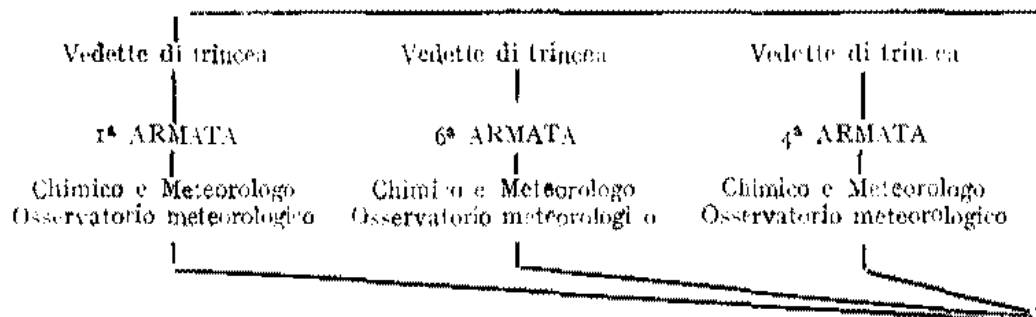 Vedette di trincea Vedette di trincea Vedette di trincea
1ª ARMATA 6ª ARMATA 4ª ARMATA
Chimico e Meteorologo Chimico e Meteorologo Chimico e Meteorologo
Osservatorio meteorologico Osservatorio meteorologico Osservatorio meteorologico